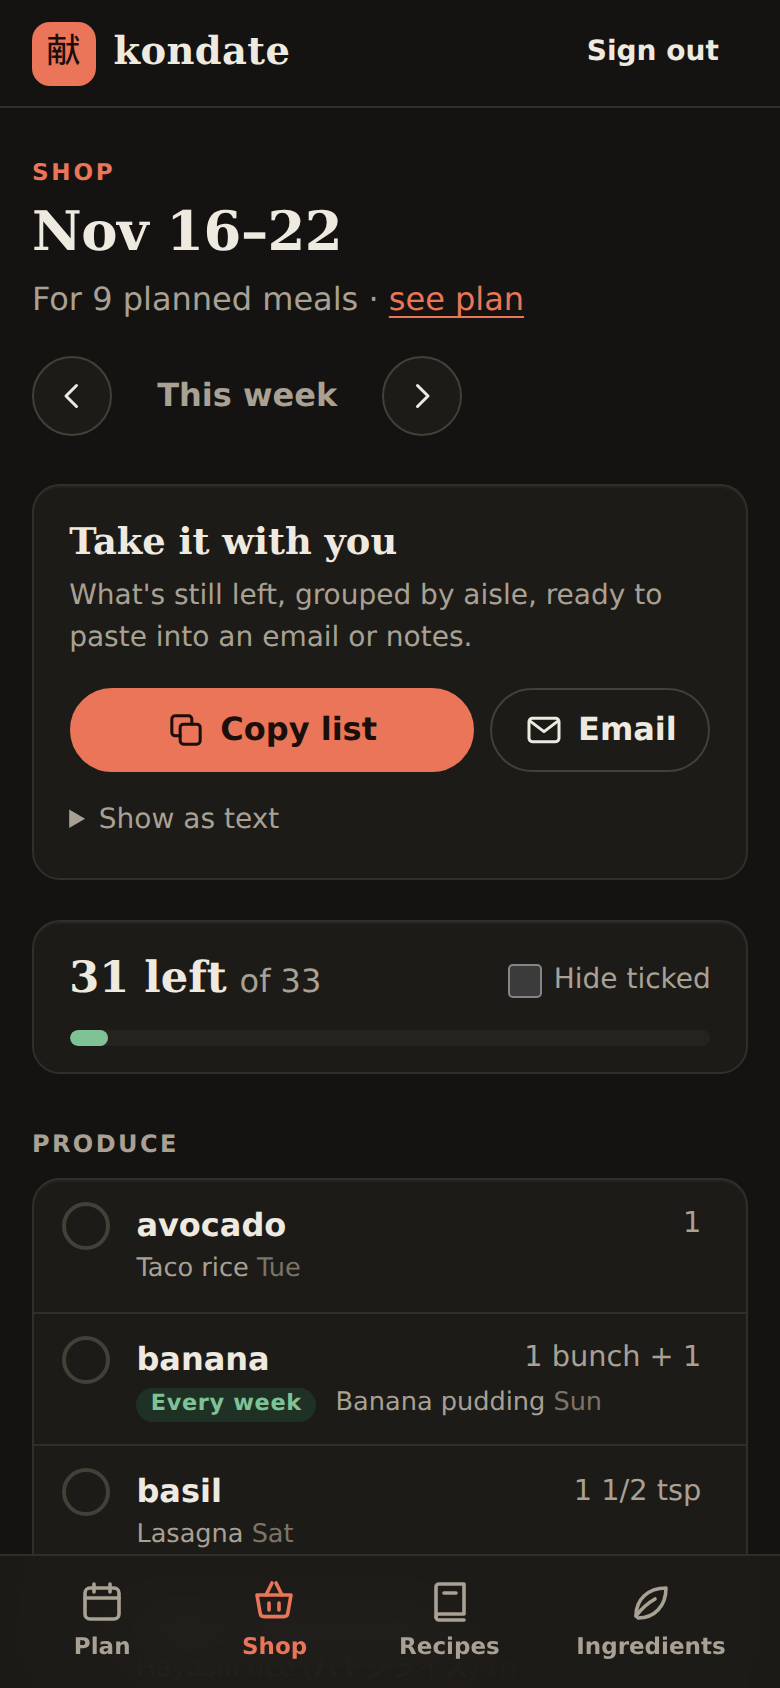 献 kondate
Sign out
SHOP
Nov 16–22
For 9 planned meals · see plan
This week
Take it with you
What's still left, grouped by aisle, ready to
paste into an email or notes.
Copy list
Email
Show as text
31 left of 33
Hide ticked
PRODUCE
avocado 1
Taco rice Tue
banana 1 bunch + 1
Every week Banana pudding Sun
basil 1 1/2 tsp
Lasagna Sat
Plan
Shop
Recipes
Ingredients